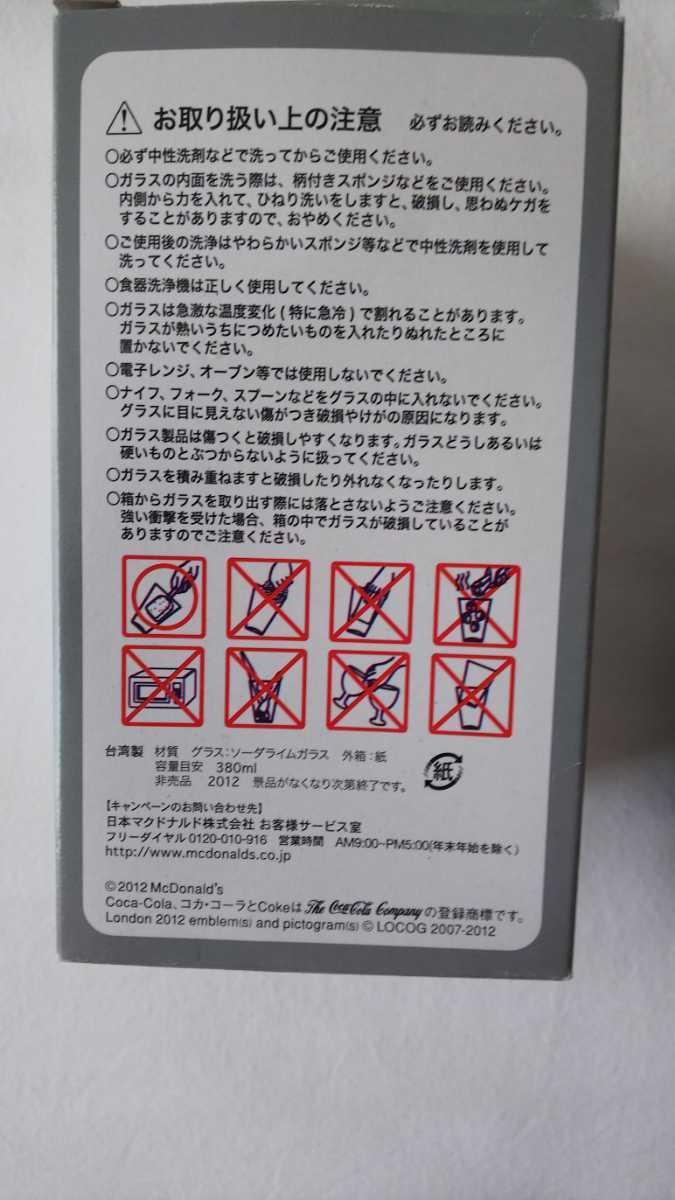 お取り扱い上の注意 必ずお読みください。
○必ず中性洗剤などで洗ってからご使用ください。
○ガラスの内面を洗う際は、柄付きスポンジなどをご使用ください。
内側から力を入れて、ひねり洗いをしますと、破損し、思わぬケガを
することがありますので、おやめください。
○ご使用後の洗浄はやわらかいスポンジ等などで中性洗剤を使用して
洗ってください。
○食器洗浄機は正しく使用してください。
○ガラスは急激な温度変化(特に急冷)で割れることがあります。
ガラスが熱いうちにつめたいものを入れたりぬれたところに
置かないでください。
○電子レンジ、オーブン等では使用しないでください。
○ナイフ、フォーク、スプーンなどをグラスの中に入れないでください。
グラスに目に見えない傷がつき破損やけがの原因になります。
○ガラス製品は傷つくと破損しやすくなります。ガラスどうしあるいは
硬いものとぶつからないように扱ってください。
○ガラスを積み重ねますと破損したり外れなくなったりします。
○箱からガラスを取り出す際には落とさないようご注意ください。
強い衝撃を受けた場合、箱の中でガラスが破損していることが
ありますのでご注意ください。
台湾製 材質 グラス:ソーダライムガラス 外箱:紙
容量目安 380ml
非売品 2012 景品がなくなり次第終了です。
紙
【キャンペーンのお問い合わせ先】
日本マクドナルド株式会社 お客様サービス室
フリーダイヤル0120-010-916 営業時間 AM9:00~PM5:00(年末年始を除く)
http://www.mcdonalds.co.jp
©2012 McDonald's
Coca-Cola、コカ・コーラとCokeは The Coca-Cola Company の登録商標です。
London 2012 emblem(s) and pictogram(s) © LOCOG 2007-2012